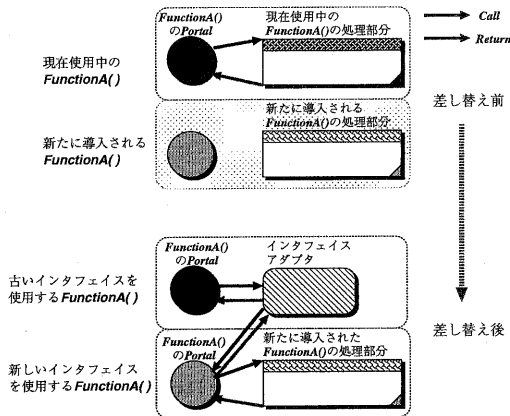 FunctionA()
のPortal
現在使用中の
FunctionA()の処理部分
Call
Return
現在使用中の
FunctionA()
差し替え前
新たに導入される
FunctionA()の処理部分
新たに導入される
FunctionA()
FunctionA()
のPortal
インタフェイス
アダプタ
古いインタフェイスを
使用するFunctionA()
差し替え後
FunctionA()
のPortal
新たに導入された
FunctionA()の処理部分
新しいインタフェイス
を使用するFunctionA()